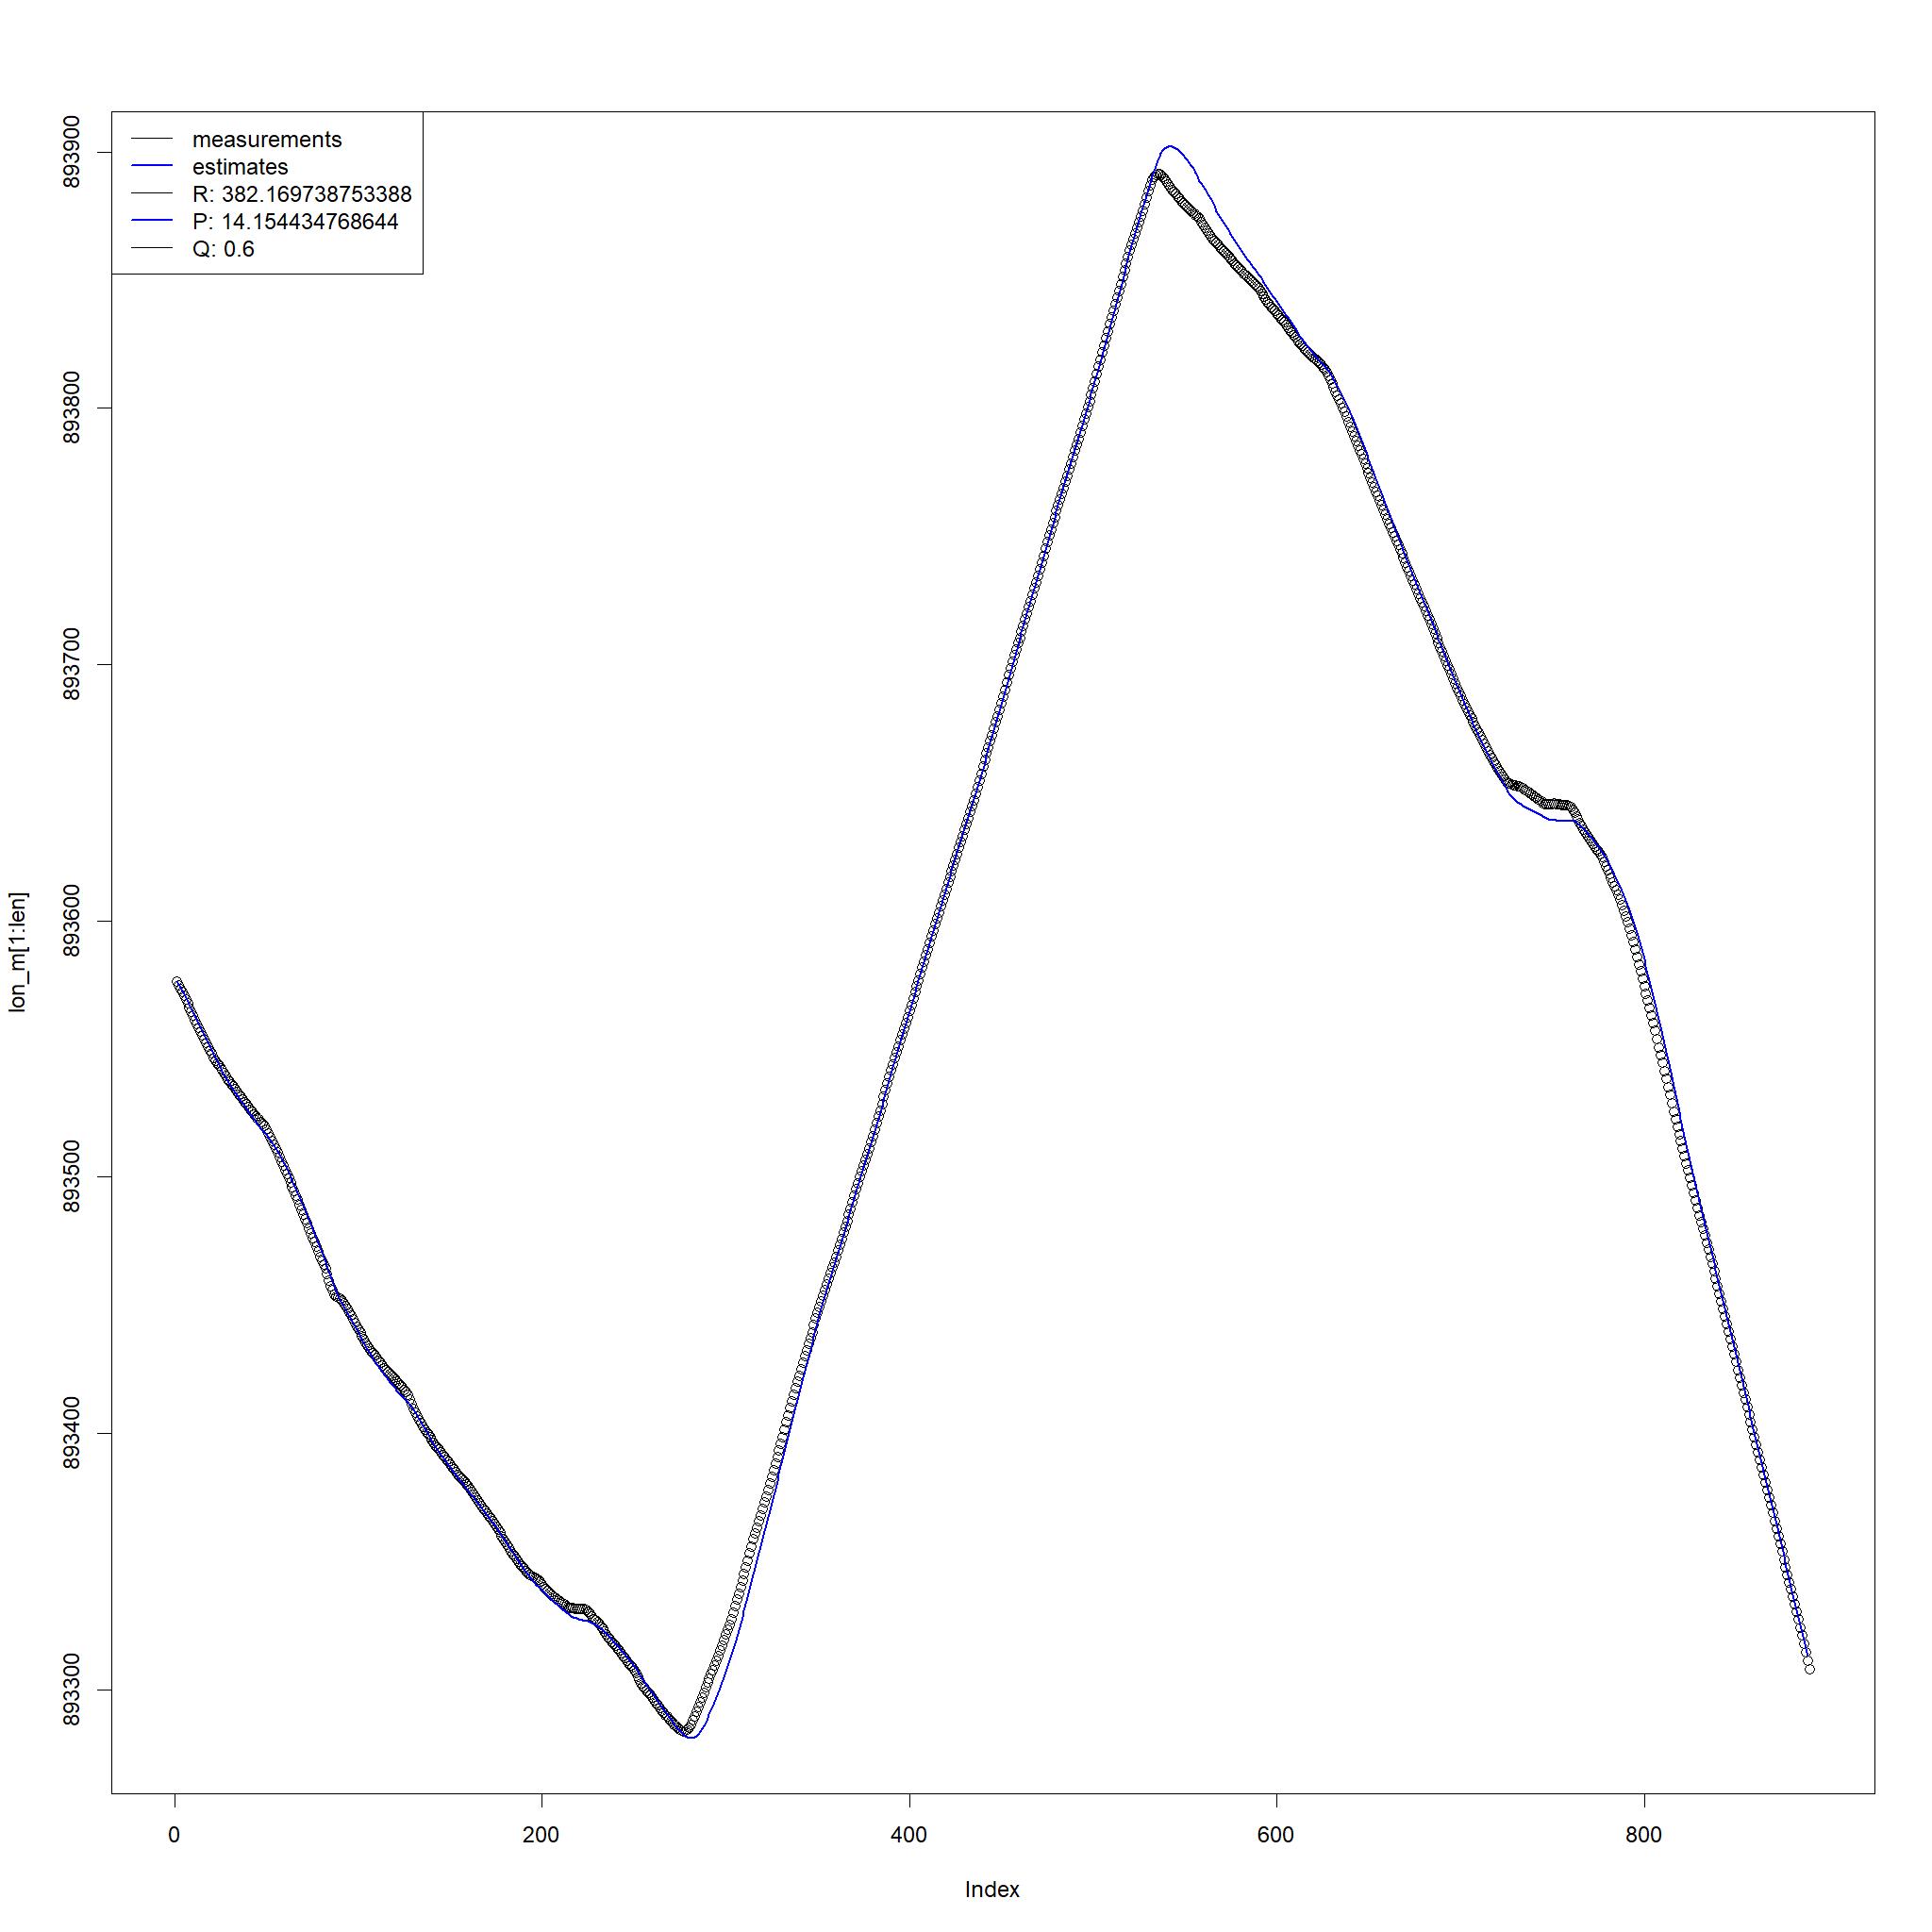 measurements
estimates
R: 382.169738753388
P: 14.154434768644
Q: 0.6
893900
893800
893700
893600
893500
893400
893300
lon_m[1:len]
0
200
400
600
800
Index